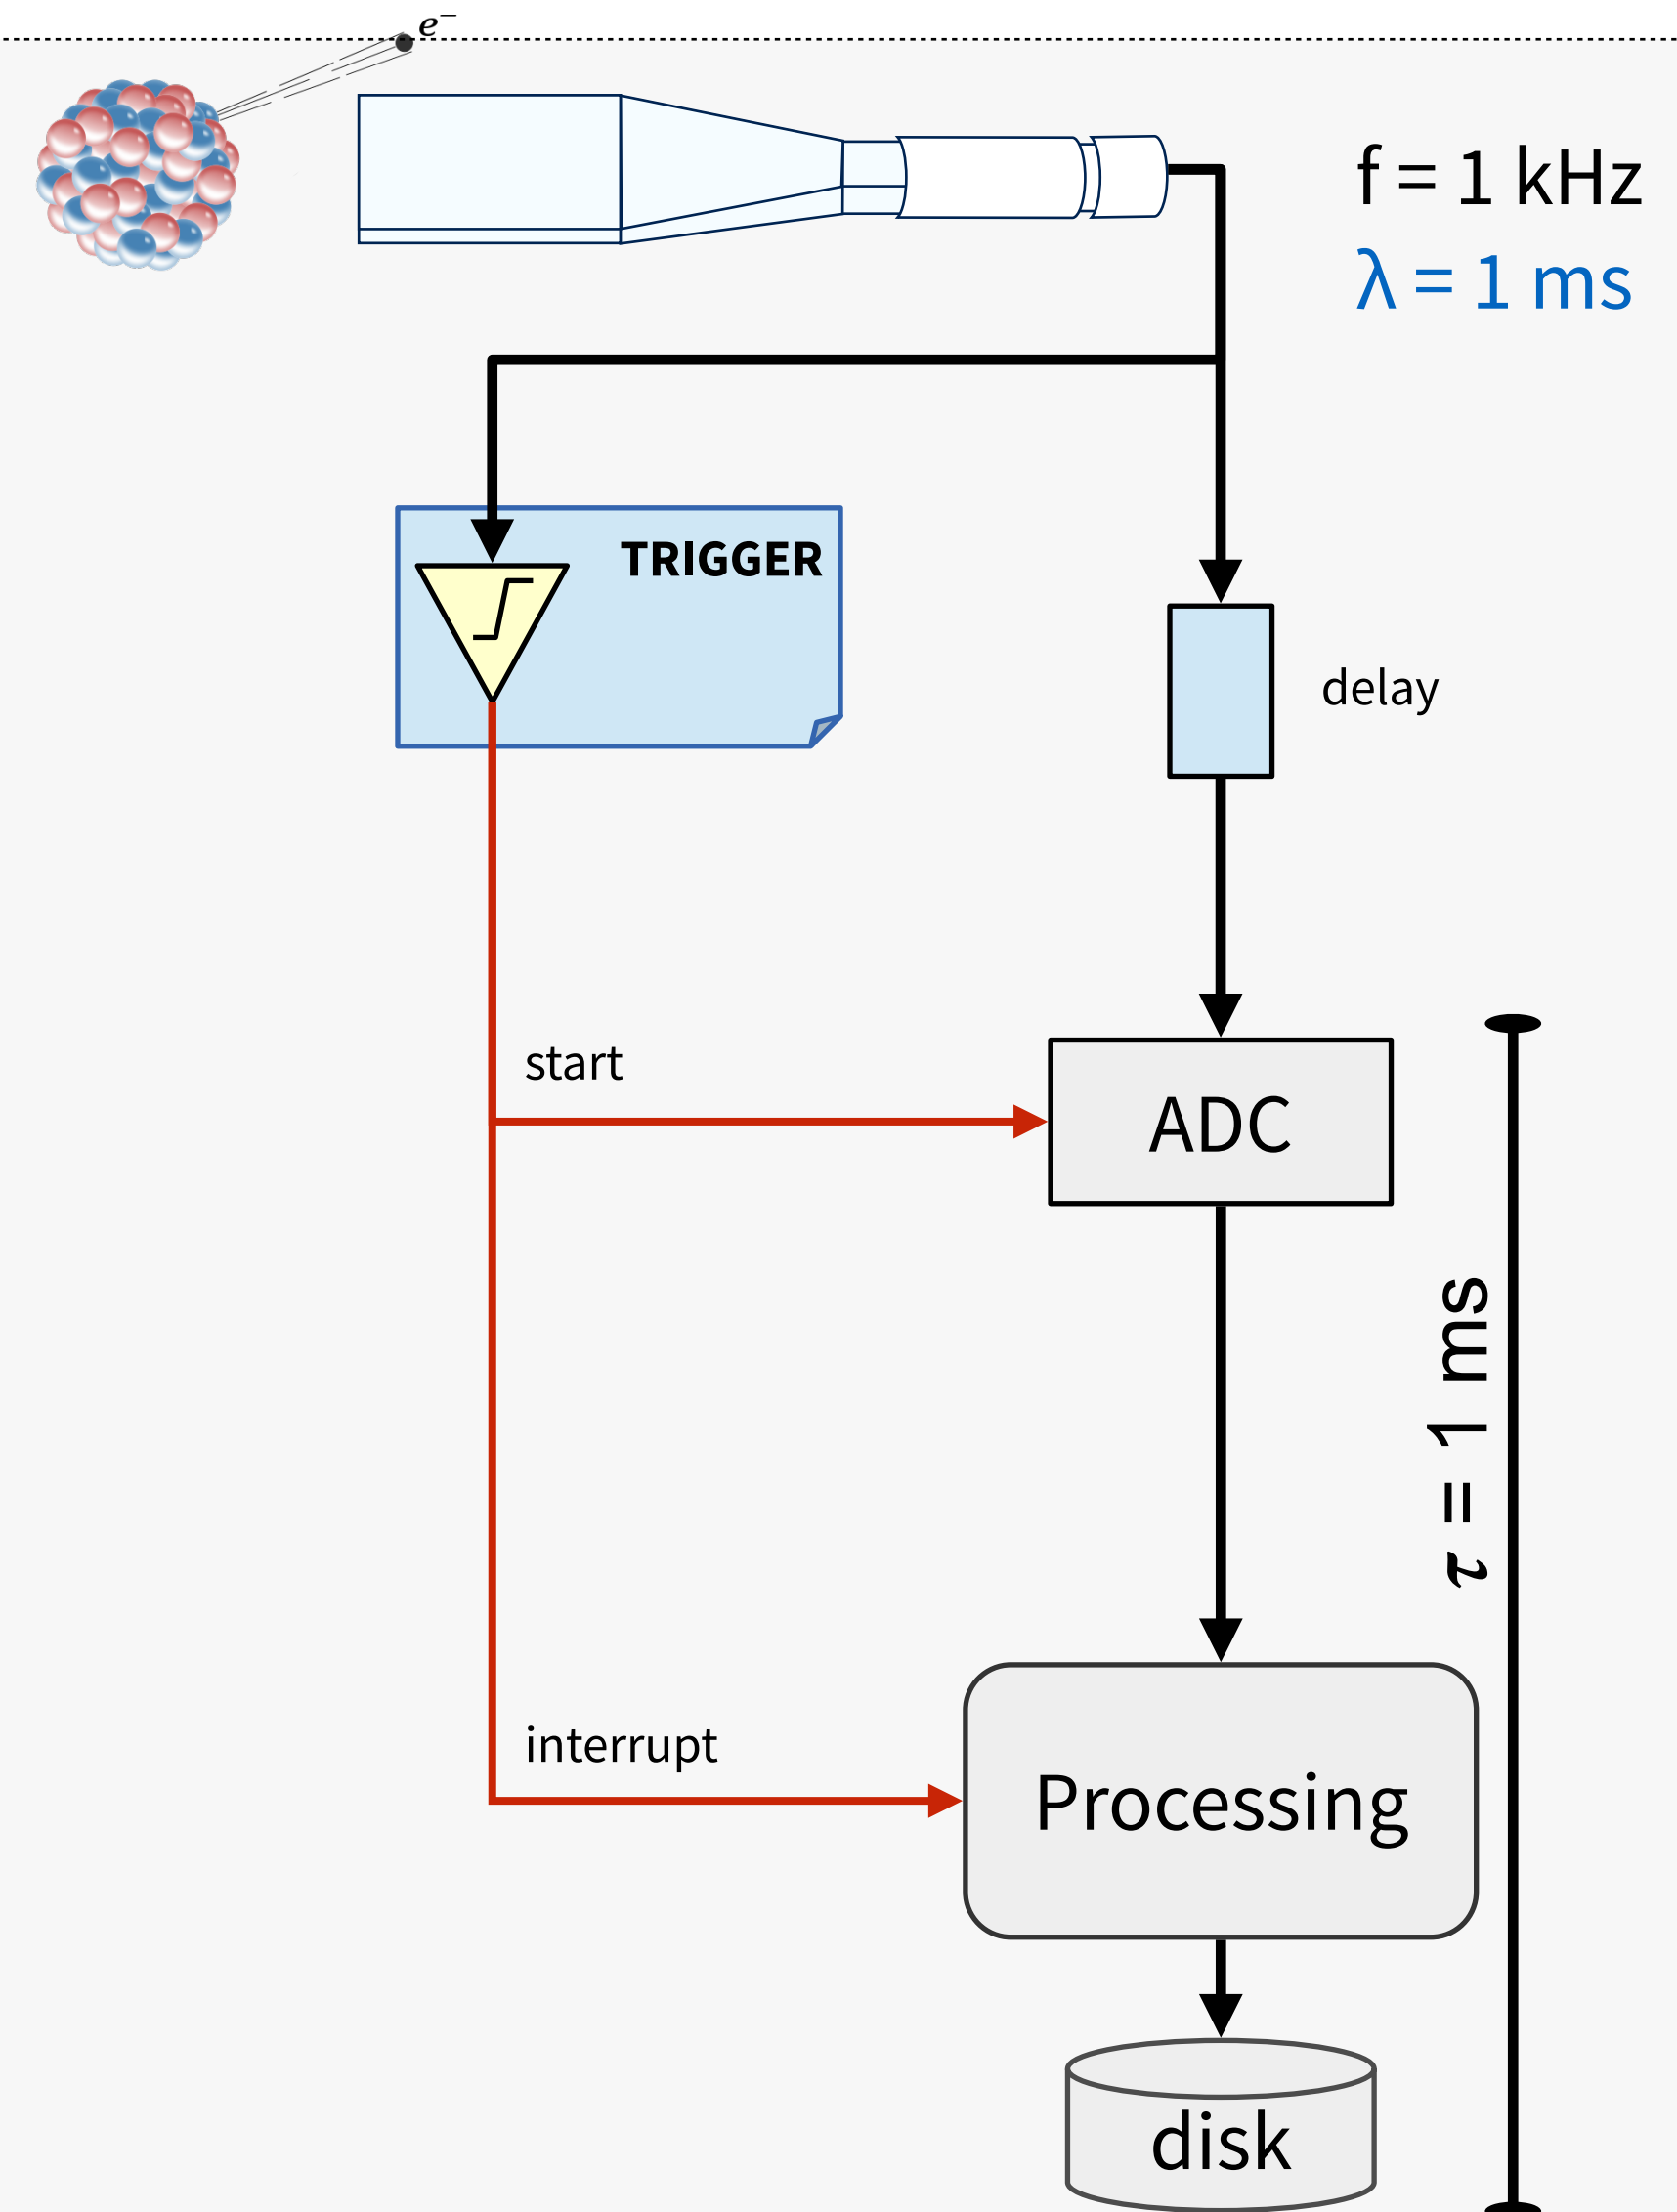 e⁻
f = 1 kHz
λ = 1 ms
TRIGGER
delay
start
ADC
τ = 1 ms
interrupt
Processing
disk